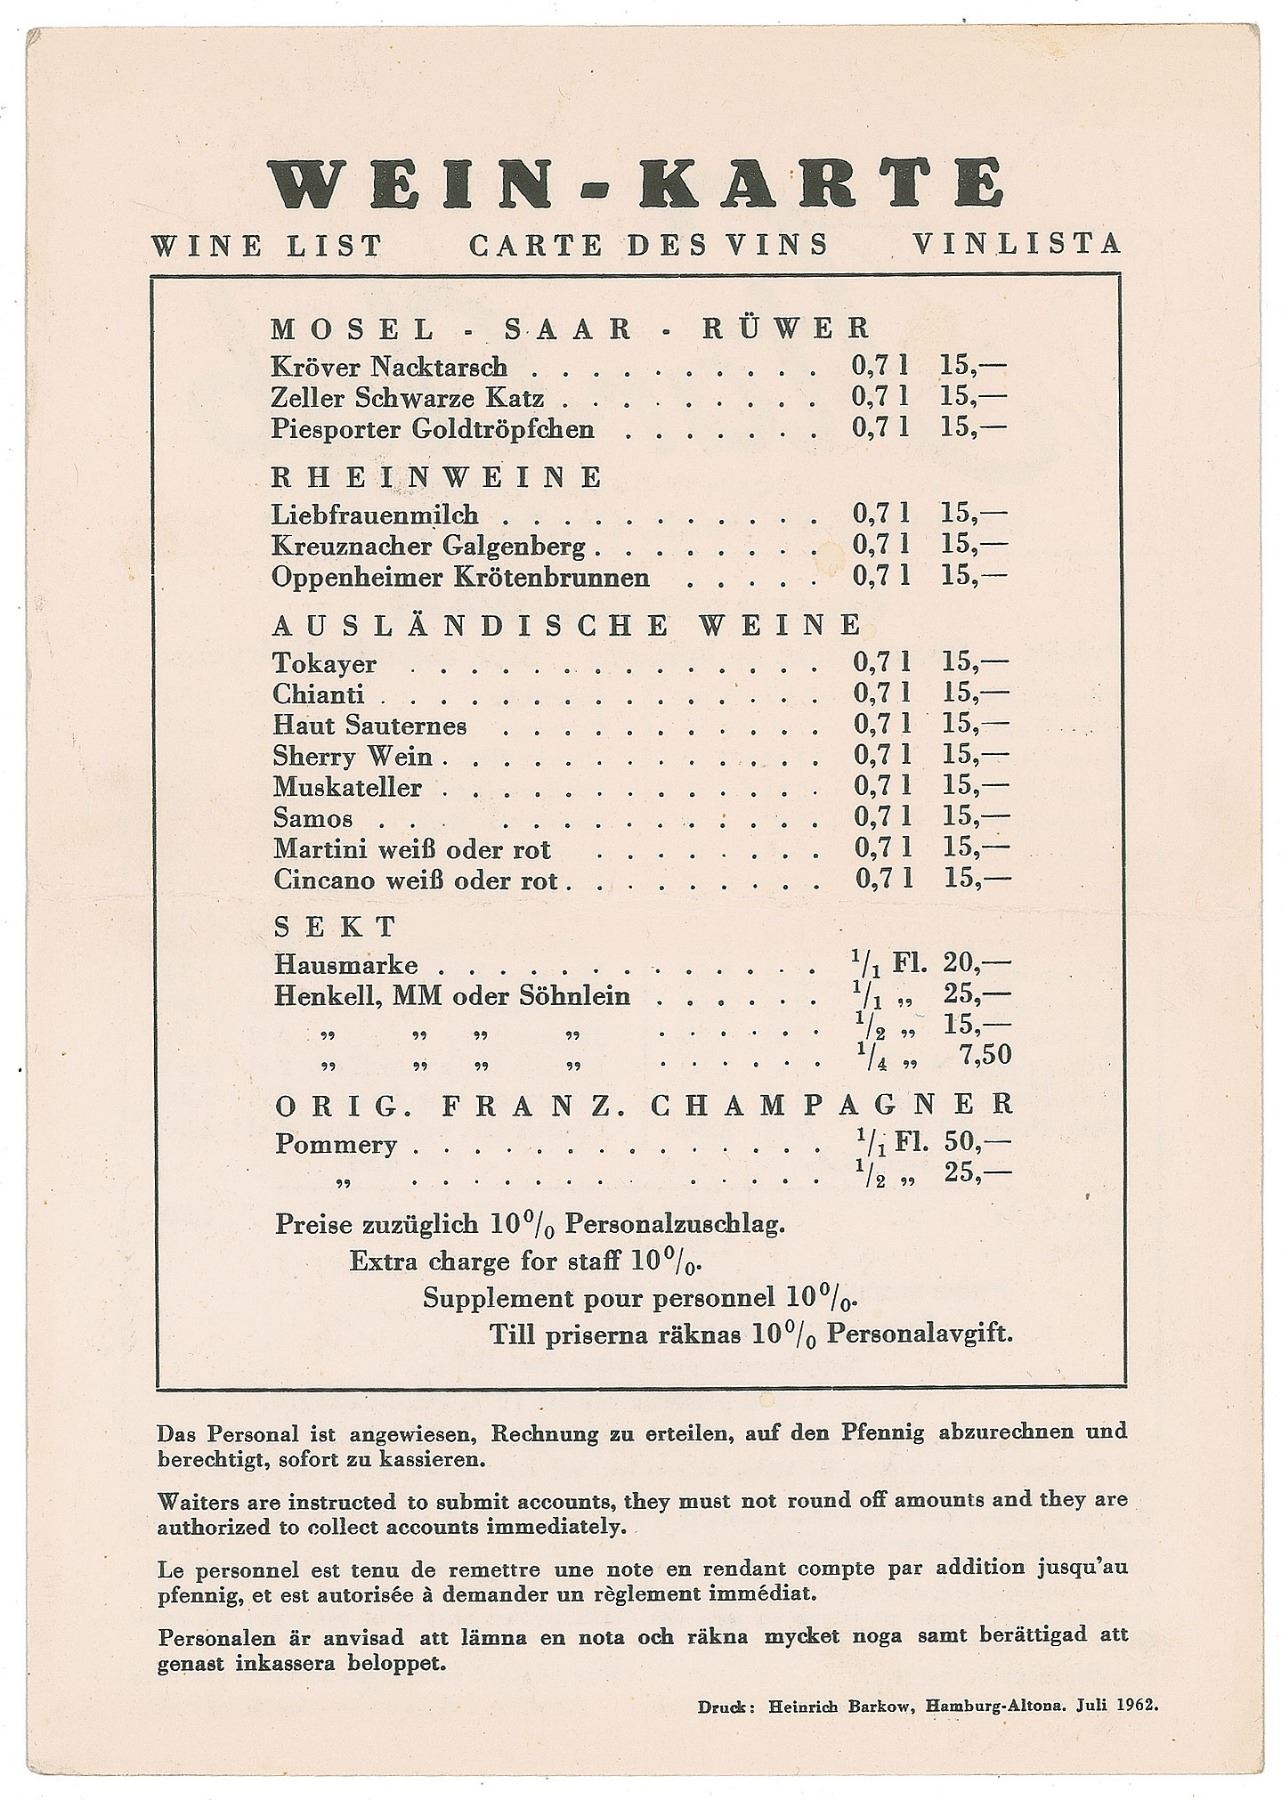 WEIN-KARTE
WINE LIST CARTE DES VINS VINLISTA
MOSEL - SAAR - RÜWER
Kröver Nacktarsch . . . . . . . . . . 0,7 l 15,—
Zeller Schwarze Katz . . . . . . . . . 0,7 l 15,—
Piesporter Goldtröpfchen . . . . . . . 0,7 l 15,—
RHEINWEINE
Liebfrauenmilch . . . . . . . . . . . 0,7 l 15,—
Kreuznacher Galgenberg . . . . . . . . 0,7 l 15,—
Oppenheimer Krötenbrunnen . . . . . 0,7 l 15,—
AUSLÄNDISCHE WEINE
Tokayer . . . . . . . . . . . . . . 0,7 l 15,—
Chianti . . . . . . . . . . . . . . . 0,7 l 15,—
Haut Sauternes . . . . . . . . . . . 0,7 l 15,—
Sherry Wein . . . . . . . . . . . . . 0,7 l 15,—
Muskateller . . . . . . . . . . . . . 0,7 l 15,—
Samos . . . . . . . . . . . . . 0,7 l 15,—
Martini weiß oder rot . . . . . . . . 0,7 l 15,—
Cincano weiß oder rot . . . . . . . . . 0,7 l 15,—
SEKT
Hausmarke . . . . . . . . . . . . . 1/1 Fl. 20,—
Henkell, MM oder Söhnlein . . . . . . 1/1 „ 25,—
„ „ „ „ . . . . . . 1/2 „ 15,—
„ „ „ „ . . . . . . 1/4 „ 7,50
ORIG. FRANZ. CHAMPAGNER
Pommery . . . . . . . . . . . . . . 1/1 Fl. 50,—
„ . . . . . . . . . . . . 1/2 „ 25,—
Preise zuzüglich 10% Personalzuschlag.
Extra charge for staff 10%.
Supplement pour personnel 10%.
Till priserna räknas 10% Personalavgift.
Das Personal ist angewiesen, Rechnung zu erteilen, auf den Pfennig abzurechnen und
berechtigt, sofort zu kassieren.
Waiters are instructed to submit accounts, they must not round off amounts and they are
authorized to collect accounts immediately.
Le personnel est tenu de remettre une note en rendant compte par addition jusqu'au
pfennig, et est autorisée à demander un règlement immédiat.
Personalen är anvisad att lämna en nota och räkna mycket noga samt berättigad att
genast inkassera beloppet.
Druck: Heinrich Barkow, Hamburg-Altona. Juli 1962.